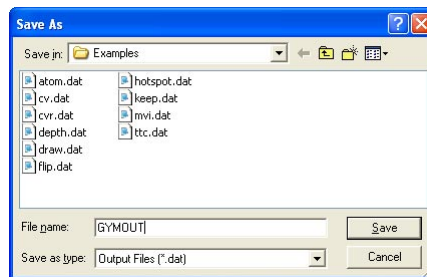 Save As
Save in: Examples
atom.dat
cv.dat
cvr.dat
depth.dat
draw.dat
flip.dat
hotspot.dat
keep.dat
mvi.dat
ttc.dat
File name: GYMOUT
Save
Save as type: Output Files (*.dat)
Cancel